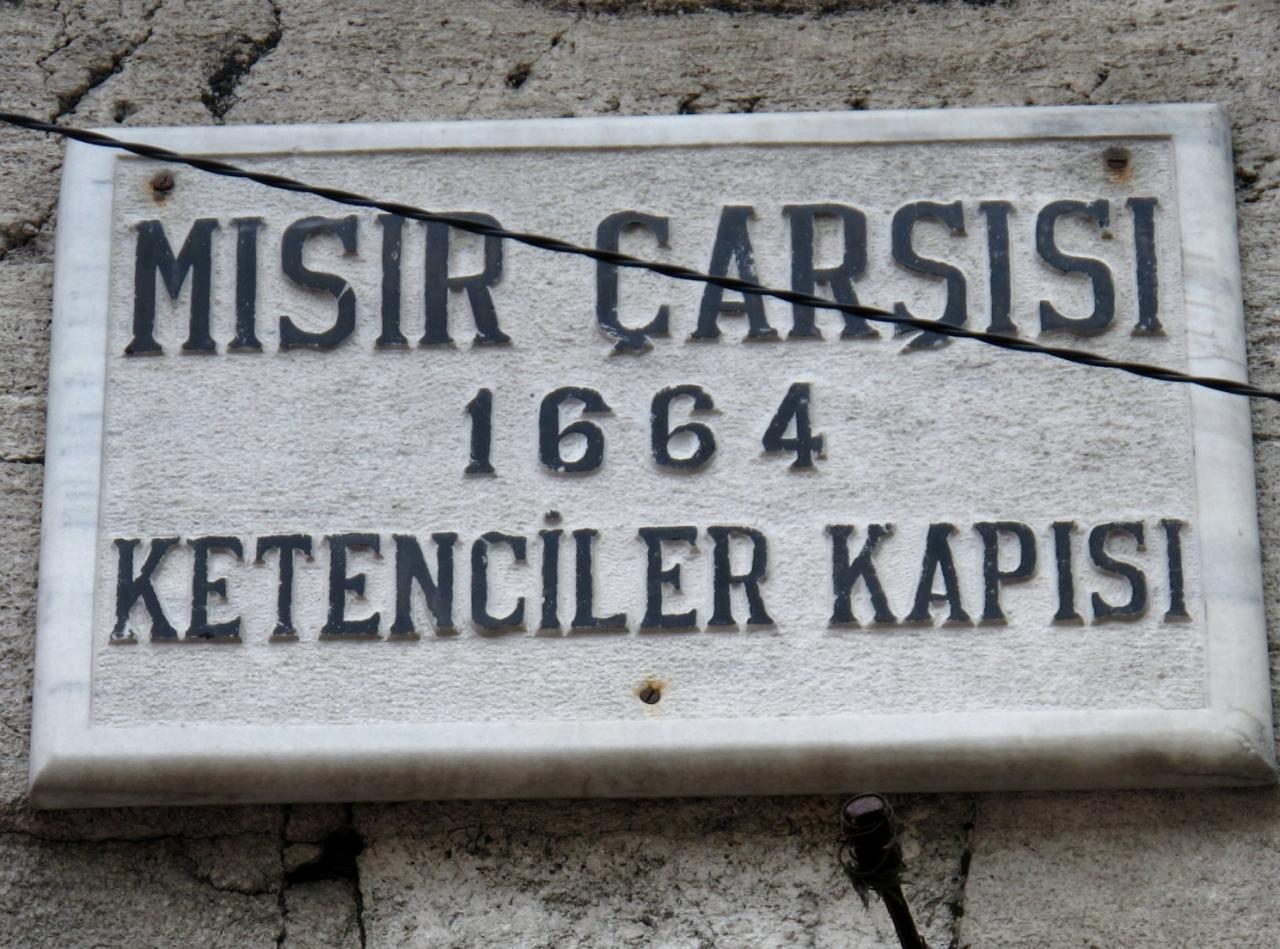 MISIR ÇARŞISI
1664
KETENCİLER KAPISI